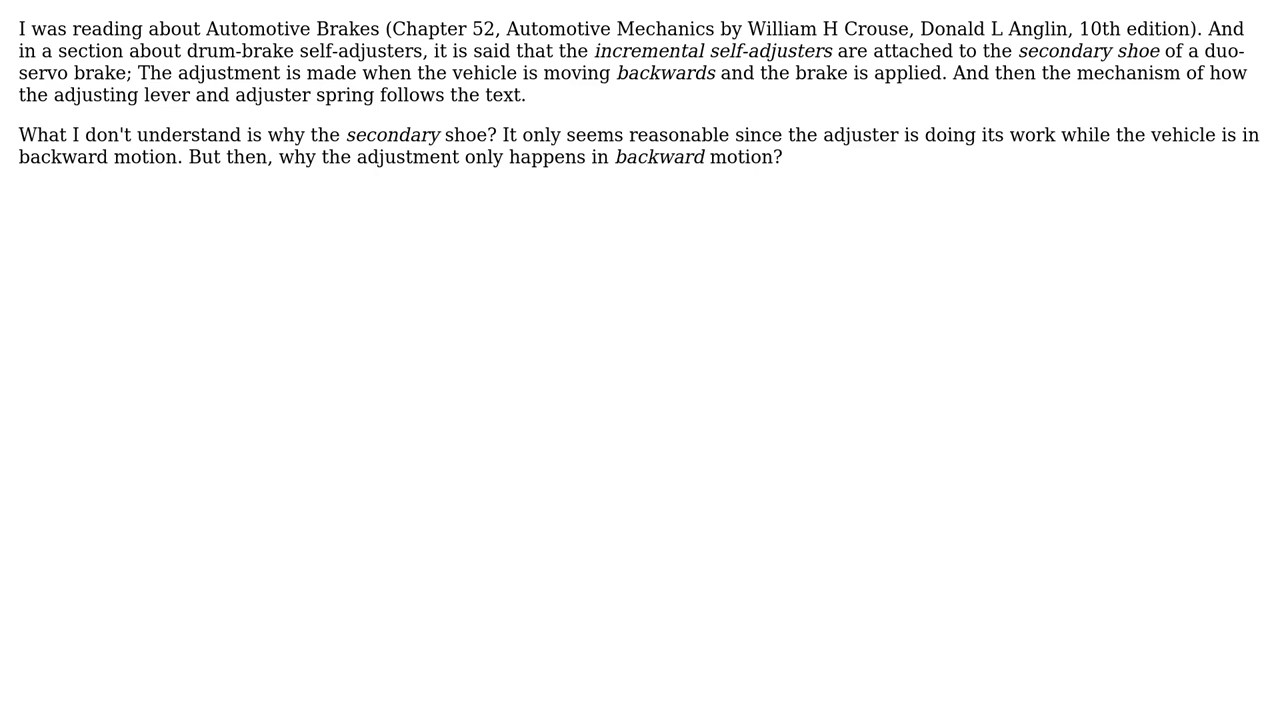 I was reading about Automotive Brakes (Chapter 52, Automotive Mechanics by William H Crouse, Donald L Anglin, 10th edition). And
in a section about drum-brake self-adjusters, it is said that the incremental self-adjusters are attached to the secondary shoe of a duo-
servo brake; The adjustment is made when the vehicle is moving backwards and the brake is applied. And then the mechanism of how
the adjusting lever and adjuster spring follows the text.
What I don't understand is why the secondary shoe? It only seems reasonable since the adjuster is doing its work while the vehicle is in
backward motion. But then, why the adjustment only happens in backward motion?